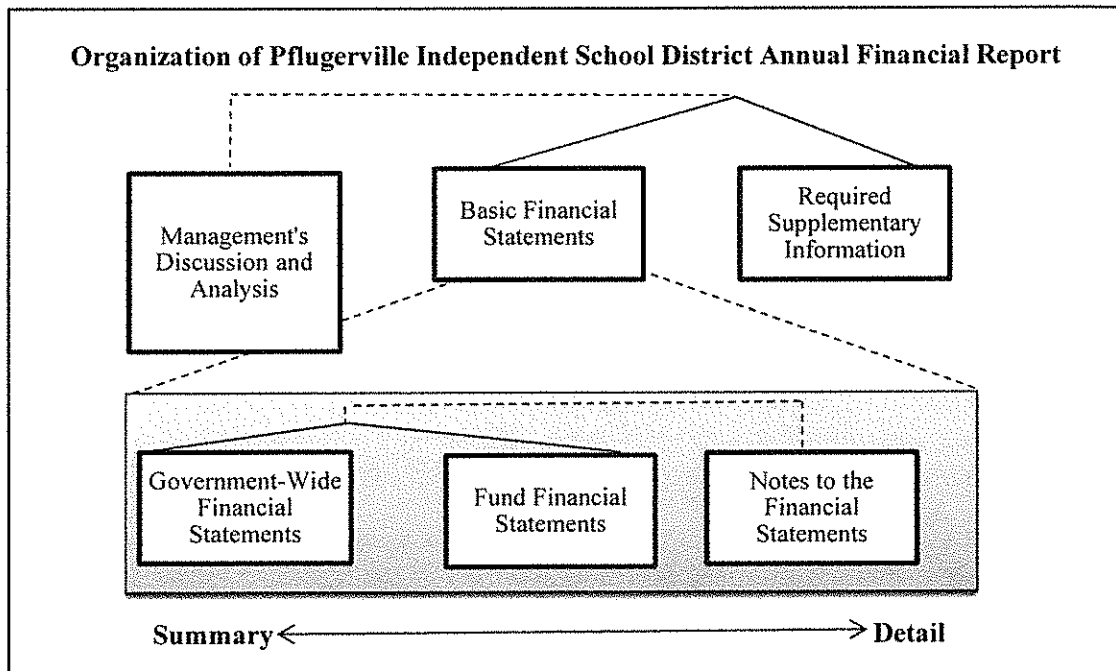 Organization of Pflugerville Independent School District Annual Financial Report
Management's
Discussion and
Analysis
Basic Financial
Statements
Required
Supplementary
Information
Government-Wide
Financial
Statements
Fund Financial
Statements
Notes to the
Financial
Statements
Summary
Detail